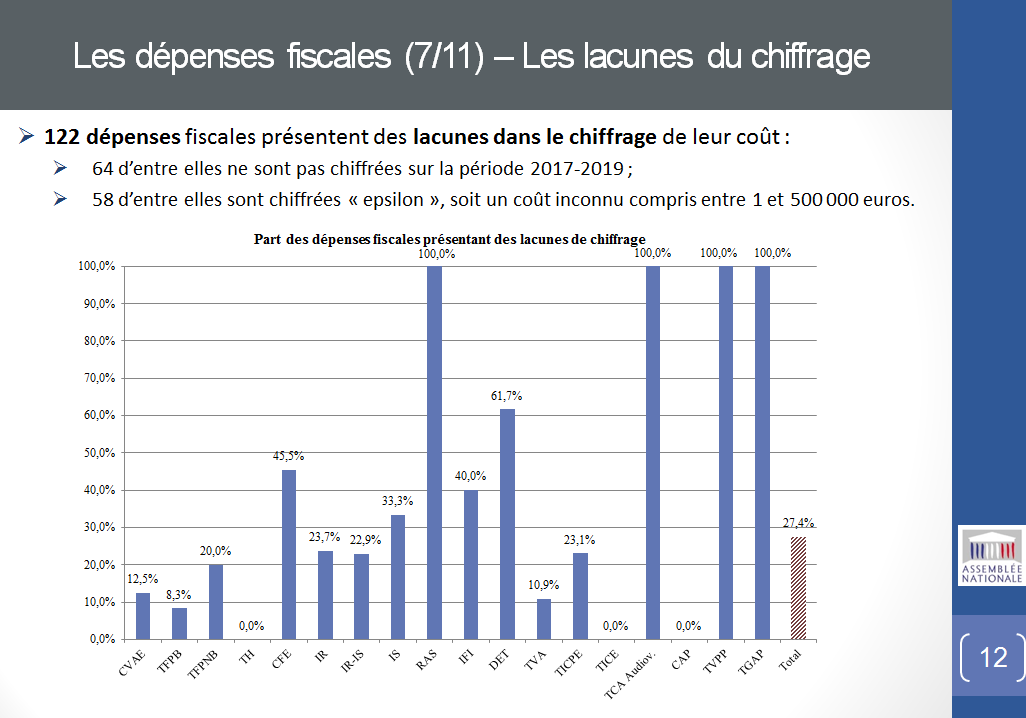 Les dépenses fiscales (7/11) – Les lacunes du chiffrage
➢ 122 dépenses fiscales présentent des lacunes dans le chiffrage de leur coût :
➢ 64 d’entre elles ne sont pas chiffrées sur la période 2017-2019 ;
➢ 58 d’entre elles sont chiffrées « epsilon », soit un coût inconnu compris entre 1 et 500 000 euros.
Part des dépenses fiscales présentant des lacunes de chiffrage
100,0%
90,0%
80,0%
70,0%
60,0%
50,0%
40,0%
30,0%
20,0%
10,0%
0,0%
12,5%
8,3%
20,0%
0,0%
45,5%
23,7%
22,9%
33,3%
100,0%
40,0%
61,7%
10,9%
23,1%
0,0%
100,0%
0,0%
100,0%
100,0%
27,4%
CVAE
TFPB
TFPNB
TH
CFE
IR
IR-IS
IS
RAS
IFI
DET
TVA
TICPE
TICE
TCA Audiov.
CAP
TVPP
TGAP
Total
ASSEMBLÉE
NATIONALE
12